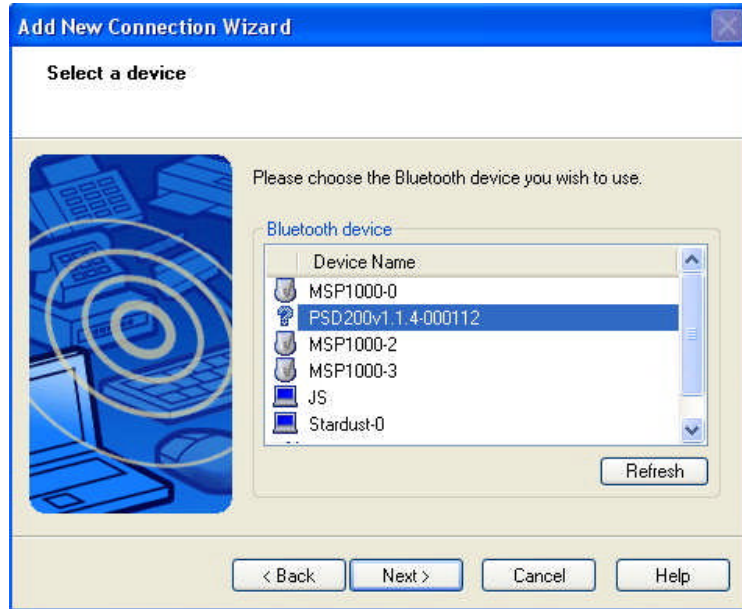 Add New Connection Wizard
Select a device
Please choose the Bluetooth device you wish to use.
Bluetooth device
Device Name
MSP1000-0
PSD200v1.1.4-000112
MSP1000-2
MSP1000-3
JS
Stardust-0
Refresh
< Back Next > Cancel Help